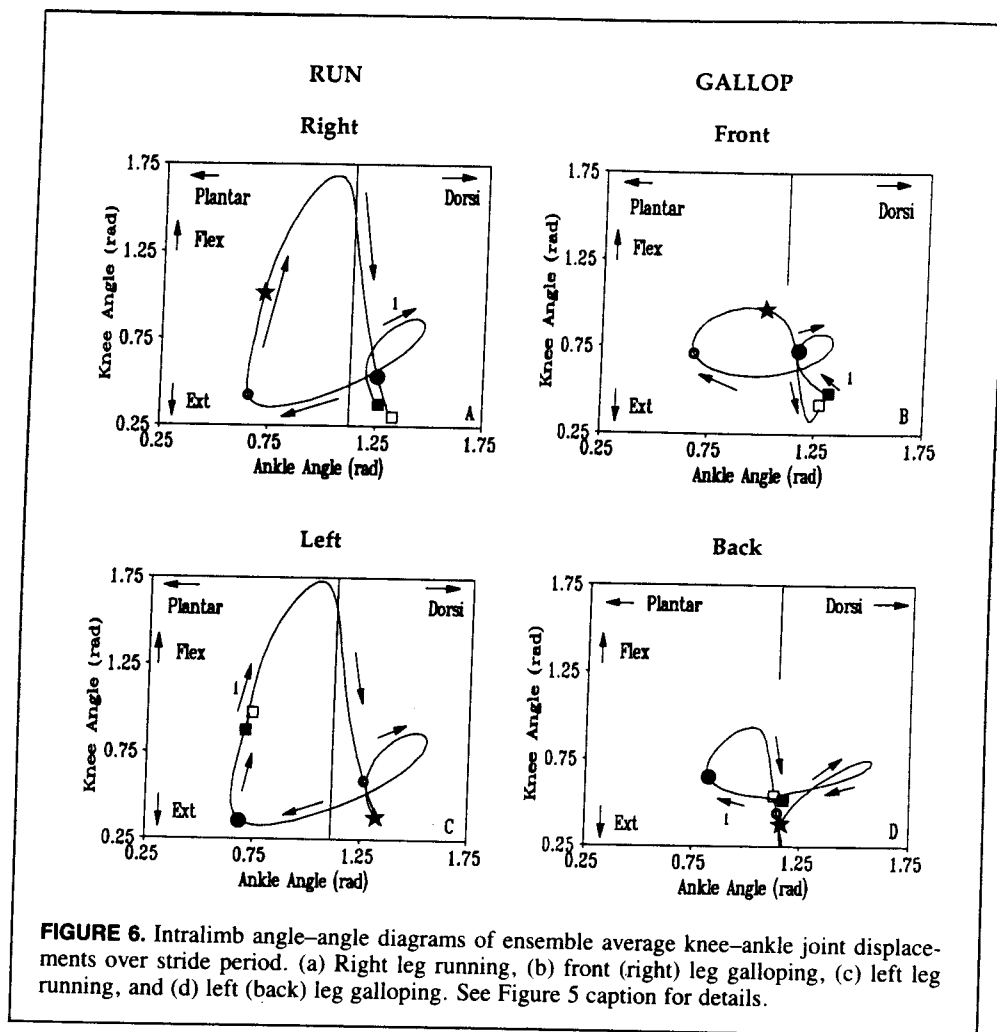 RUN
GALLOP
Right
Front
1.75
1.25
0.75
0.25
Knee Angle (rad)
Plantar
Dorsi
Flex
Ext
1
A
0.25
0.75
1.25
1.75
Ankle Angle (rad)
1.75
1.25
0.75
0.25
Knee Angle (rad)
Plantar
Dorsi
Flex
Ext
1
B
0.25
0.75
1.25
1.75
Ankle Angle (rad)
Left
Back
1.75
1.25
0.75
0.25
Knee Angle (rad)
Plantar
Dorsi
Flex
Ext
1
C
0.25
0.75
1.25
1.75
Ankle Angle (rad)
1.75
1.25
0.75
0.25
Knee Angle (rad)
Plantar
Dorsi
Flex
Ext
1
D
0.25
0.75
1.25
1.75
Ankle Angle (rad)
FIGURE 6. Intralimb angle–angle diagrams of ensemble average knee–ankle joint displace-
ments over stride period. (a) Right leg running, (b) front (right) leg galloping, (c) left leg
running, and (d) left (back) leg galloping. See Figure 5 caption for details.